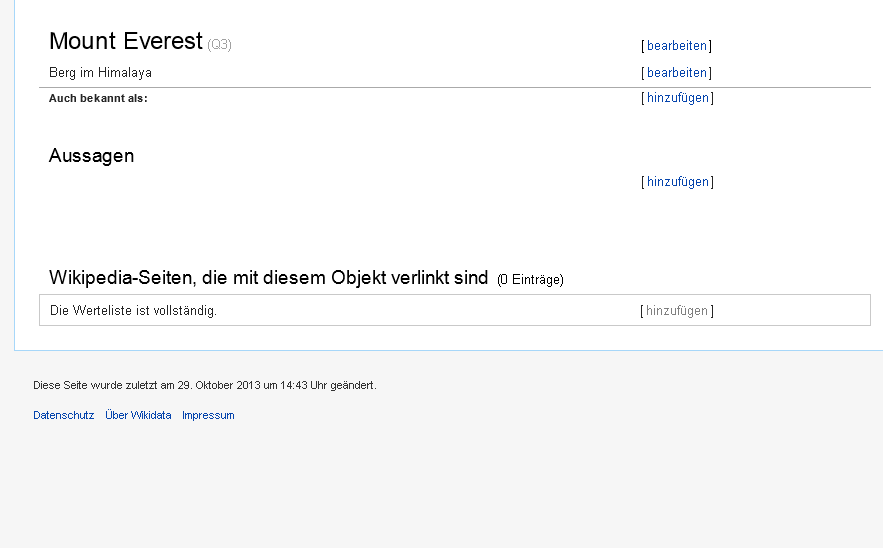 Mount Everest (Q3) [ bearbeiten ]
Berg im Himalaya [ bearbeiten ]
Auch bekannt als: [ hinzufügen ]
Aussagen
[ hinzufügen ]
Wikipedia-Seiten, die mit diesem Objekt verlinkt sind (0 Einträge)
Die Werteliste ist vollständig. [ hinzufügen ]
Diese Seite wurde zuletzt am 29. Oktober 2013 um 14:43 Uhr geändert.
Datenschutz Über Wikidata Impressum